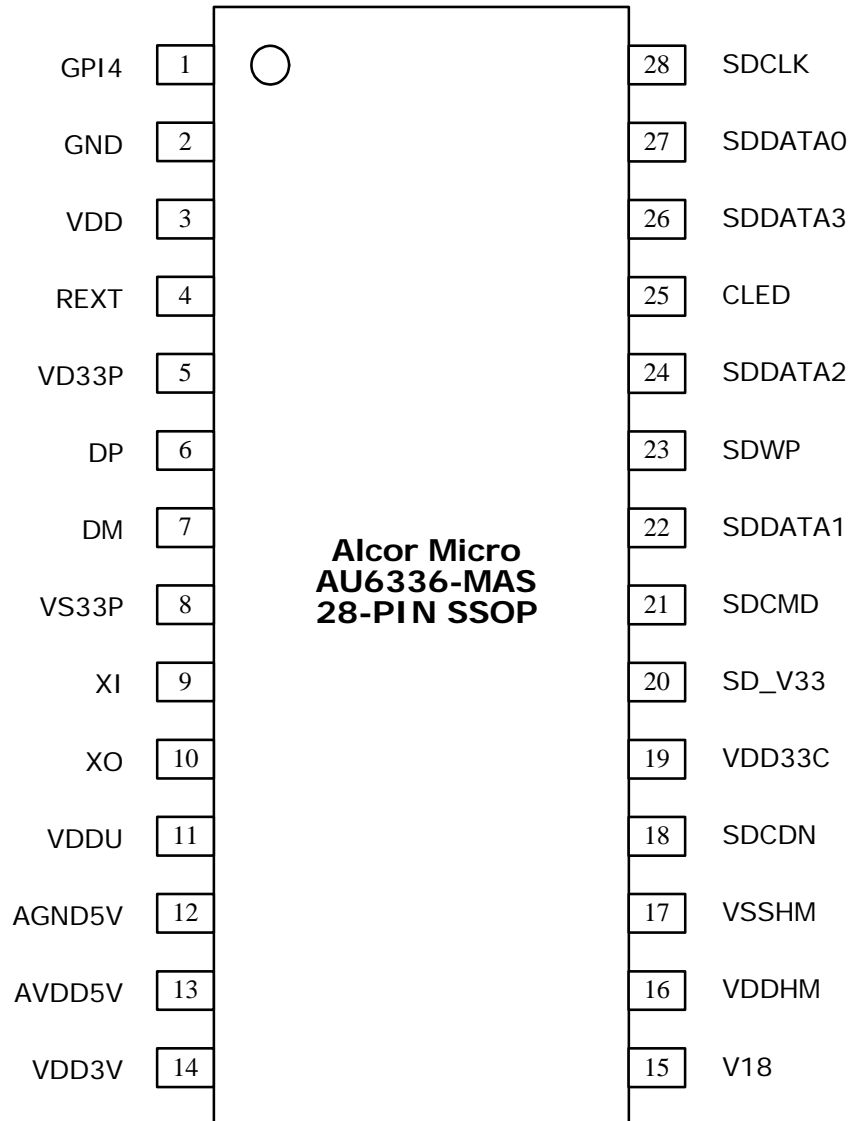 GPI4 1 28 SDCLK
GND 2 27 SDDATA0
VDD 3 26 SDDATA3
REXT 4 25 CLED
VD33P 5 24 SDDATA2
DP 6 23 SDWP
DM 7 22 SDDATA1
Alcor Micro
AU6336-MAS
28-PIN SSOP
VS33P 8 21 SDCMD
XI 9 20 SD_V33
XO 10 19 VDD33C
VDDU 11 18 SDCDN
AGND5V 12 17 VSSHM
AVDD5V 13 16 VDDHM
VDD3V 14 15 V18